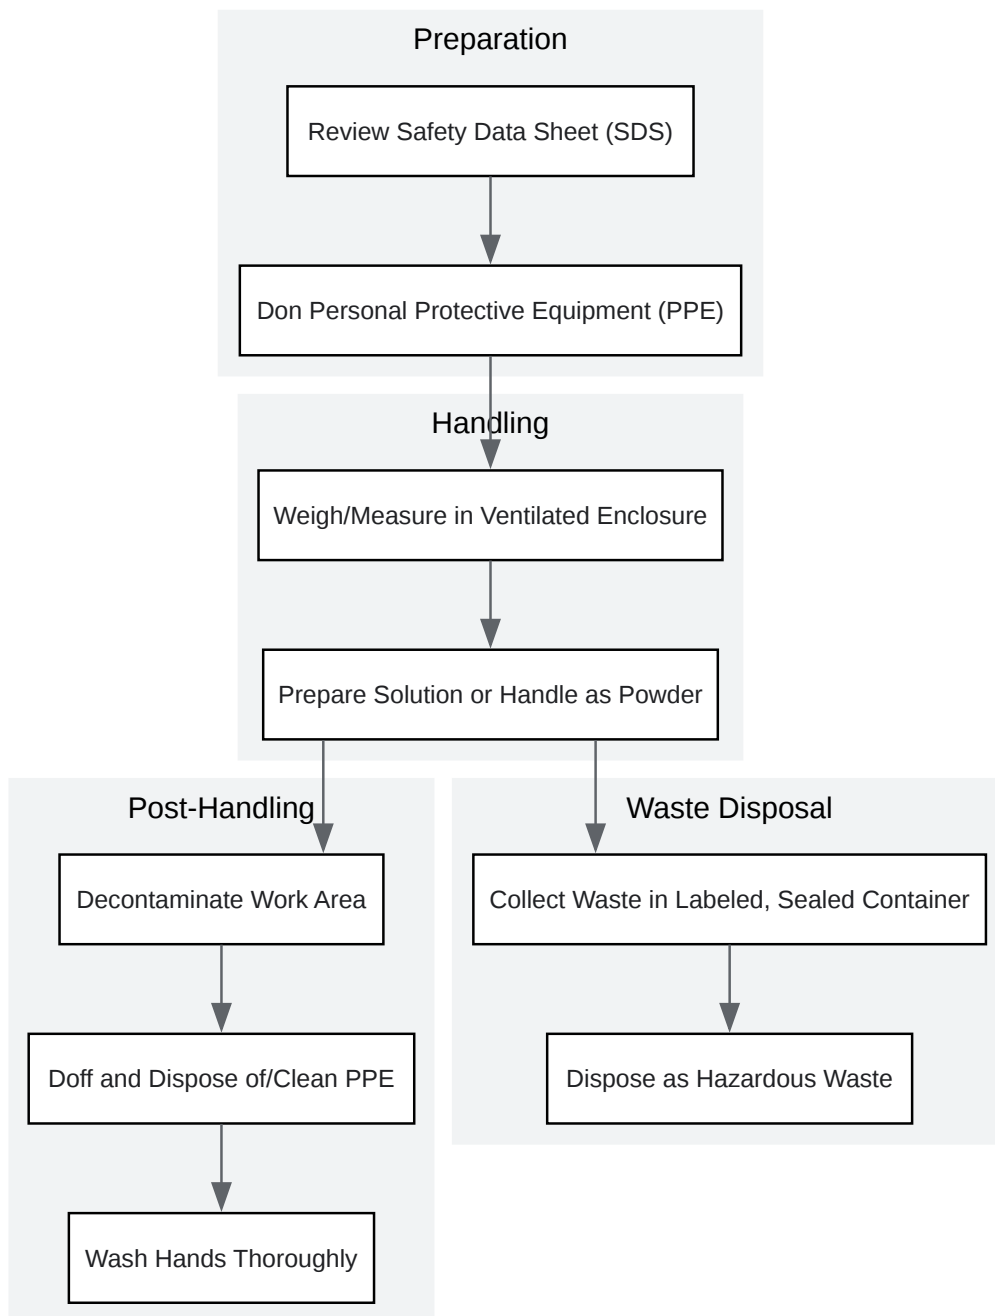 Preparation
Review Safety Data Sheet (SDS)
Don Personal Protective Equipment (PPE)
Handling
Weigh/Measure in Ventilated Enclosure
Prepare Solution or Handle as Powder
Post-Handling
Decontaminate Work Area
Doff and Dispose of/Clean PPE
Wash Hands Thoroughly
Waste Disposal
Collect Waste in Labeled, Sealed Container
Dispose as Hazardous Waste